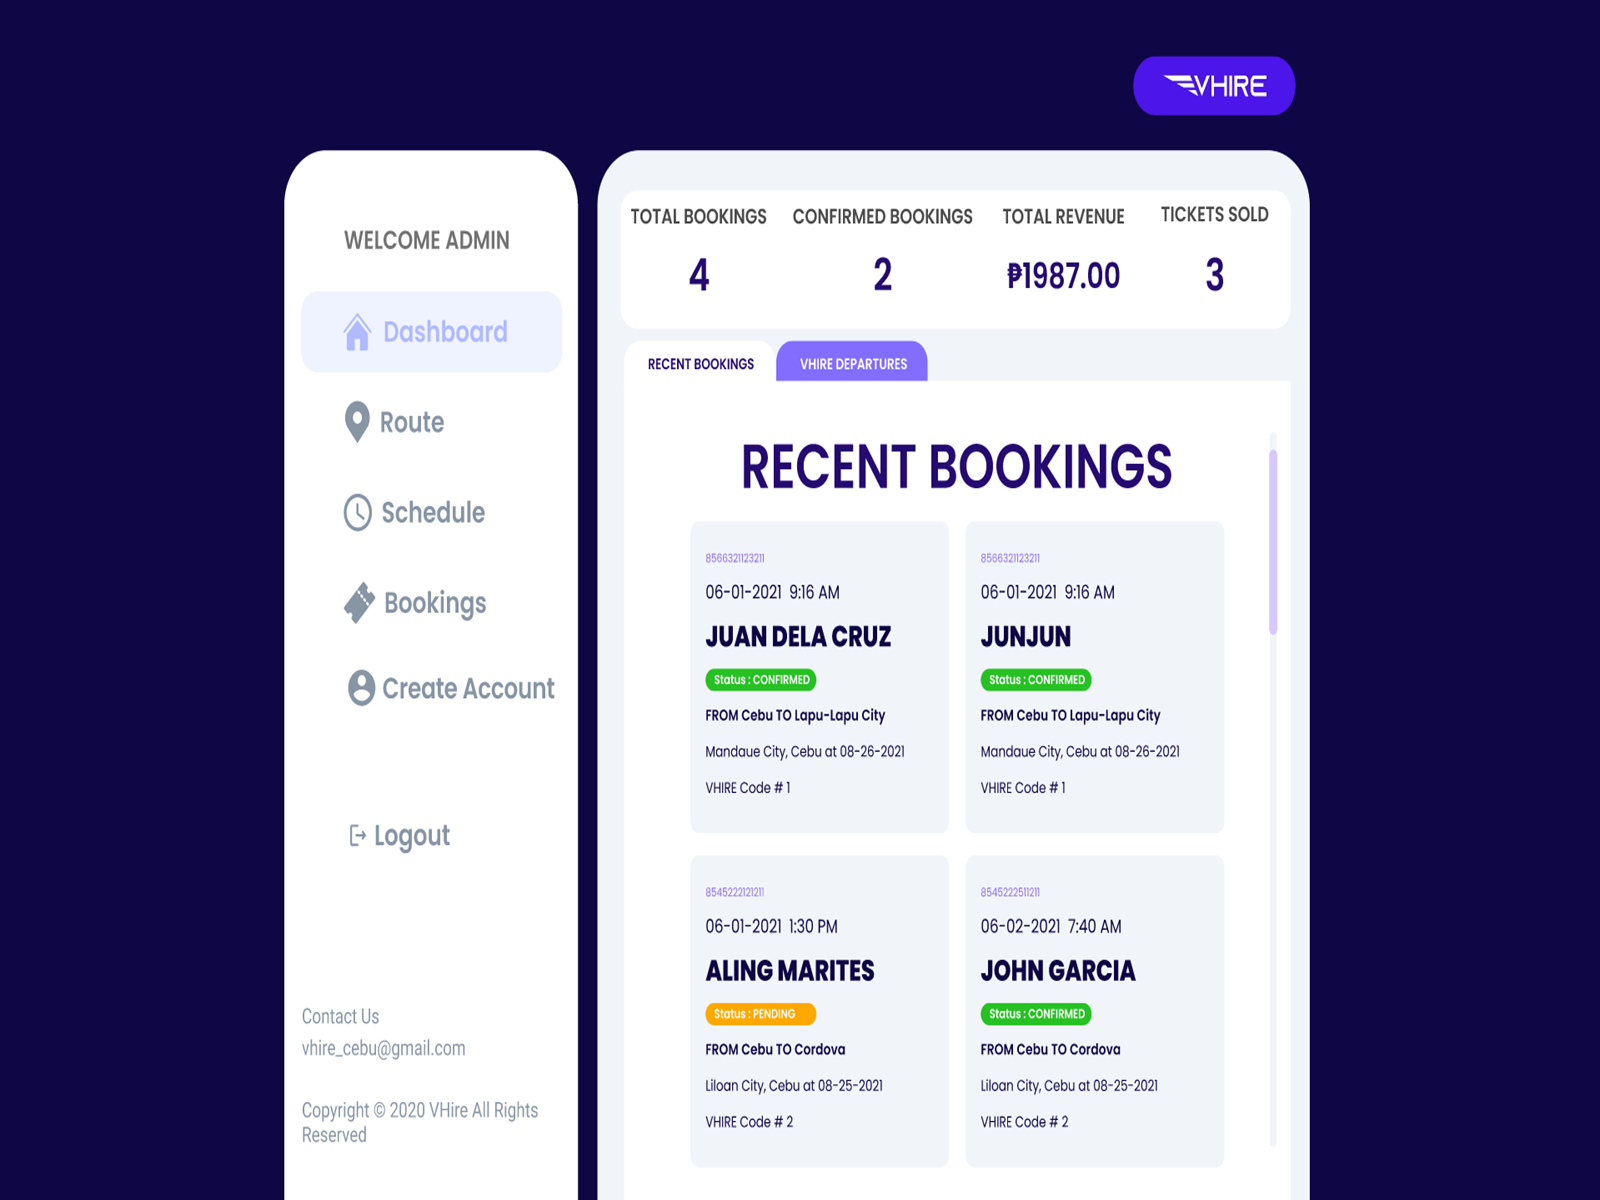 VHIRE
WELCOME ADMIN
Dashboard
Route
Schedule
Bookings
Create Account
Logout
Contact Us
vhire_cebu@gmail.com
Copyright © 2020 VHire All Rights
Reserved
TOTAL BOOKINGS
4
CONFIRMED BOOKINGS
2
TOTAL REVENUE
₱1987.00
TICKETS SOLD
3
RECENT BOOKINGS
VHIRE DEPARTURES
RECENT BOOKINGS
8566321123211
06-01-2021 9:16 AM
JUAN DELA CRUZ
Status : CONFIRMED
FROM Cebu TO Lapu-Lapu City
Mandaue City, Cebu at 08-26-2021
VHIRE Code # 1
8566321123211
06-01-2021 9:16 AM
JUNJUN
Status : CONFIRMED
FROM Cebu TO Lapu-Lapu City
Mandaue City, Cebu at 08-26-2021
VHIRE Code # 1
8545222121211
06-01-2021 1:30 PM
ALING MARITES
Status : PENDING
FROM Cebu TO Cordova
Liloan City, Cebu at 08-25-2021
VHIRE Code # 2
8545222511211
06-02-2021 7:40 AM
JOHN GARCIA
Status : CONFIRMED
FROM Cebu TO Cordova
Liloan City, Cebu at 08-25-2021
VHIRE Code # 2